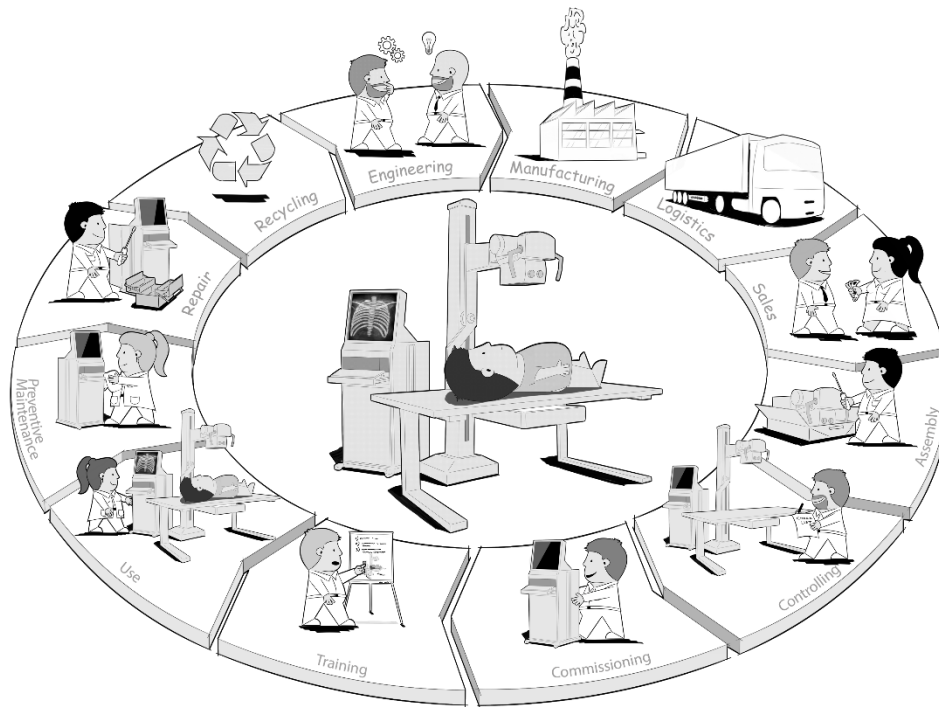 Engineering
Manufacturing
Logistics
Sales
Assembly
Controlling
Commissioning
Training
Use
Preventive
Maintenance
Repair
Recycling